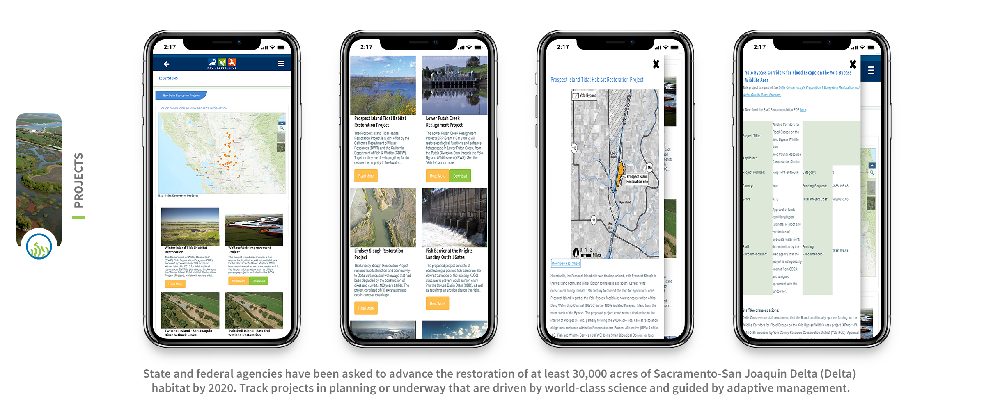 PROJECTS
2:17
BAY - DELTA - LIVE
ECOSYSTEMS
Bay-Delta Ecosystem Projects
CLICK ON AN ICON TO VIEW PROJECT INFORMATION
Bay-Delta Ecosystem Projects
Winter Island Tidal Habitat
Restoration
The Department of Water Resources'
(DWR) Fish Restoration Program (FRP)
acquired approximately 589 acres on
Winter Island in 2016 for tidal wetland
restoration. DWR is planning to implement
the Winter Island Tidal Habitat Restoration
Project (Project), which will restore tidal...
Read More
Wallace Weir Improvement
Project
The project would also include a fish
rescue facility that would return fish back
to the Sacramento River. Wallace Weir
has been treated as a common element to
the larger habitat restoration and fish
passage projects included in the 2009...
Read More Download
Twitchell Island - San Joaquin
River Setback Levee
Twitchell Island - East End
Wetland Restoration
2:17
Prospect Island Tidal Habitat
Restoration Project
The Prospect Island Tidal Habitat
Restoration Project is a joint effort by the
California Department of Water
Resources (DWR) and the California
Department of Fish & Wildlife (CDFW).
Together they are developing the plan to
restore the property to freshwater...
Read More
Lower Putah Creek
Realignment Project
The Lower Putah Creek Realignment
Project (ERP Grant # E1183o15) will
restore ecological functions and enhance
fish passage in Lower Putah Creek, from
the Putah Diversion Dam through the Yolo
Bypass Wildlife area (YBWA). See the
"Article" tab for more...
Read More Download
Lindsey Slough Restoration
Project
The Lindsey Slough Restoration Project
restored habitat function and connectivity
to Delta wetlands and waterways that had
been degraded by the construction of
dikes and culverts 100 years earlier. The
project consisted of (1) excavation and
debris removal to enlarge...
Read More
Fish Barrier at the Knights
Landing Outfall Gates
The proposed project consists of
constructing a positive fish barrier on the
downstream side of the existing KLOG
structure to prevent adult salmon entry
into the Colusa Basin Drain (CBD), as well
as repairing an erosion site on the right...
Read More
2:17
X
Prospect Island Tidal Habitat Restoration Project
Yolo Bypass
Sacramento Deep
Water Ship Channel
113
Liberty
Island
Cache Slough
160
Prospect Island
Restoration Site
Ryer Island
12
Rio
Vista
0 1 2
Miles
Download Fact Sheet
Historically, the Prospect Island site was tidal marshland, with Prospect Slough to
the west and north, and Miner Slough to the east and south. Levees were
constructed during the late 19th century to convert the land for agricultural uses.
Prospect Island is part of the Yolo Bypass floodplain; however construction of the
Deep Water Ship Channel (DWSC) in the 1960s isolated Prospect Island from the
main reach of the Bypass. The proposed project would restore tidal action to the
interior of Prospect Island, partially fulfilling the 8,000-acre tidal habitat restoration
obligations contained within the Reasonable and Prudent Alternative (RPA) 4 of the
U.S. Fish and Wildlife Service (USFWS) Delta Smelt Biological Opinion for long-
2:17
X
Yolo Bypass Corridors for Flood Escape on the Yolo Bypass
Wildlife Area
This project is a part of the Delta Conservancy's Proposition 1 Ecosystem Restoration and
Water Quality Grant Program
> Download the Staff Recommendation PDF here.
Project Title:
Wildlife Corridors for
Flood Escape on the
Yolo Bypass Wildlife
Area
Applicant:
Yolo County Resource
Conservation District
Project Number: Prop 1-Y1-2015-016 Category: 2
County: Yolo Funding Request: $688,195.65
Score: 87.3 Total Project Cost: $888,856.85
Staff
Recommendation:
Approval of funds
conditional upon
submittal of proof and
verification of
adequate water rights;
determination by the
lead agency that the
project is categorically
exempt from CEQA;
and a signed
agreement with the
landowner.
Funding
Recommended:
$688,195.65
Staff Recommendations:
Delta Conservancy staff recommend that the Board conditionally approve funding for the
Wildlife Corridors for Flood Escape on the Yolo Bypass Wildlife Area project (#Prop 1-Y1-
2015-016) proposed by Yolo County Resource Conservation District (Yolo RCD). Approval
State and federal agencies have been asked to advance the restoration of at least 30,000 acres of Sacramento-San Joaquin Delta (Delta)
habitat by 2020. Track projects in planning or underway that are driven by world-class science and guided by adaptive management.